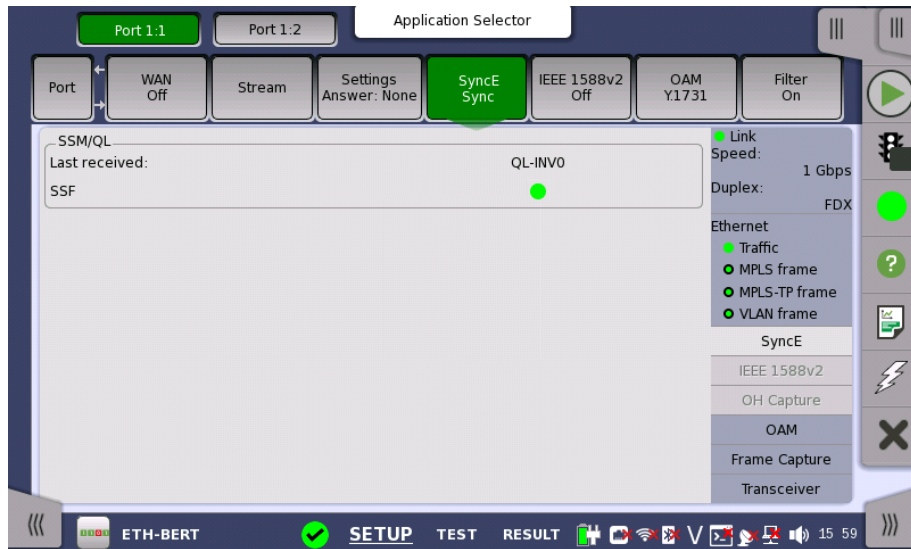 Application Selector
Port 1:1
Port 1:2
Port
WAN
Off
Stream
Settings
Answer: None
SyncE
Sync
IEEE 1588v2
Off
OAM
Y.1731
Filter
On
SSM/QL
Last received: QL-INV0
SSF
Link
Speed:
1 Gbps
Duplex:
FDX
Ethernet
Traffic
MPLS frame
MPLS-TP frame
VLAN frame
SyncE
IEEE 1588v2
OH Capture
OAM
Frame Capture
Transceiver
ETH-BERT SETUP TEST RESULT V 15 59